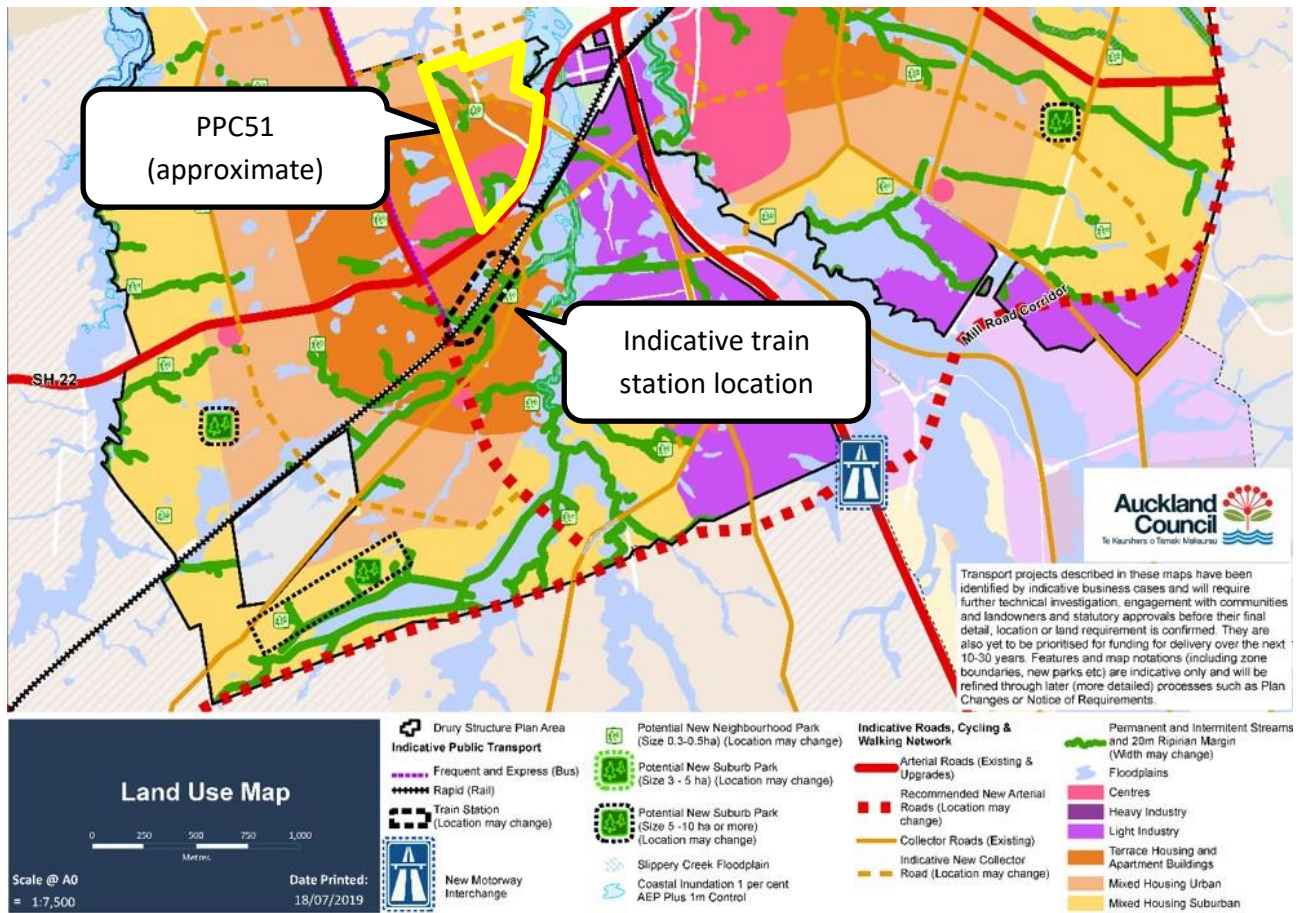 PPC51
(approximate)
Indicative train
station location
SH 22
Mill Road Corridor
Auckland
Council
Te Kaunihera o Tāmaki Makaurau
Transport projects described in these maps have been
identified by indicative business cases and will require
further technical investigation, engagement with communities
and landowners and statutory approvals before their final
detail, location or land requirement is confirmed. They are
also yet to be prioritised for funding for delivery over the next
10-30 years. Features and map notations (including zone
boundaries, new parks etc) are indicative only and will be
refined through later (more detailed) processes such as Plan
Changes or Notice of Requirements.
Land Use Map
0 250 500 750 1,000
Metres
Scale @ A0
= 1:7,500
Date Printed:
18/07/2019
Drury Structure Plan Area
Indicative Public Transport
Frequent and Express (Bus)
Rapid (Rail)
Train Station
(Location may change)
New Motorway
Interchange
Potential New Neighbourhood Park
(Size 0.3-0.5ha) (Location may change)
Potential New Suburb Park
(Size 3 - 5 ha) (Location may change)
Potential New Suburb Park
(Size 5 -10 ha or more)
(Location may change)
Slippery Creek Floodplain
Coastal Inundation 1 per cent
AEP Plus 1m Control
Indicative Roads, Cycling &
Walking Network
Arterial Roads (Existing &
Upgrades)
Recommended New Arterial
Roads (Location may
change)
Collector Roads (Existing)
Indicative New Collector
Road (Location may change)
Permanent and Intermitent Streams
and 20m Ripirian Margin
(Width may change)
Floodplains
Centres
Heavy Industry
Light Industry
Terrace Housing and
Apartment Buildings
Mixed Housing Urban
Mixed Housing Suburban